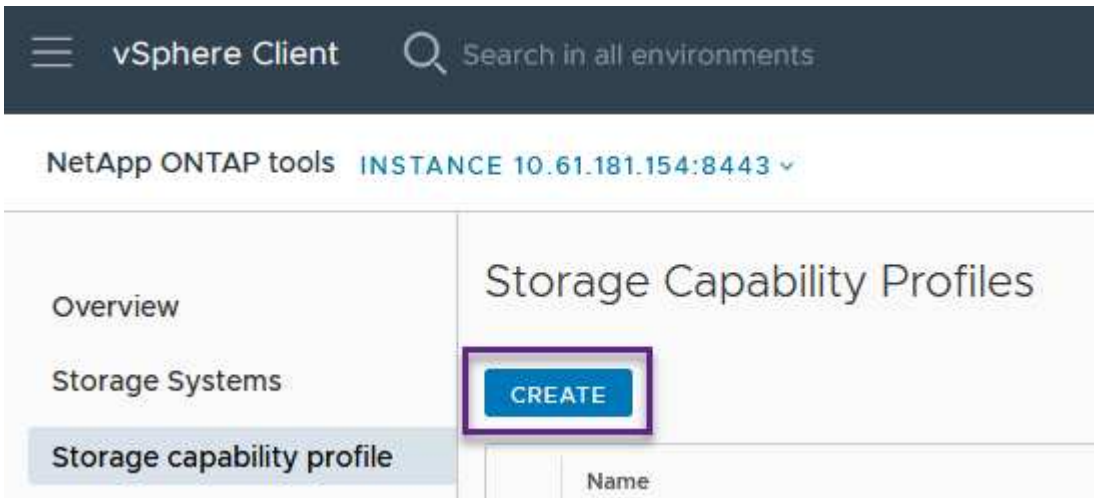 vSphere Client Search in all environments
NetApp ONTAP tools INSTANCE 10.61.181.154:8443
Overview
Storage Systems
Storage capability profile
Storage Capability Profiles
CREATE
Name